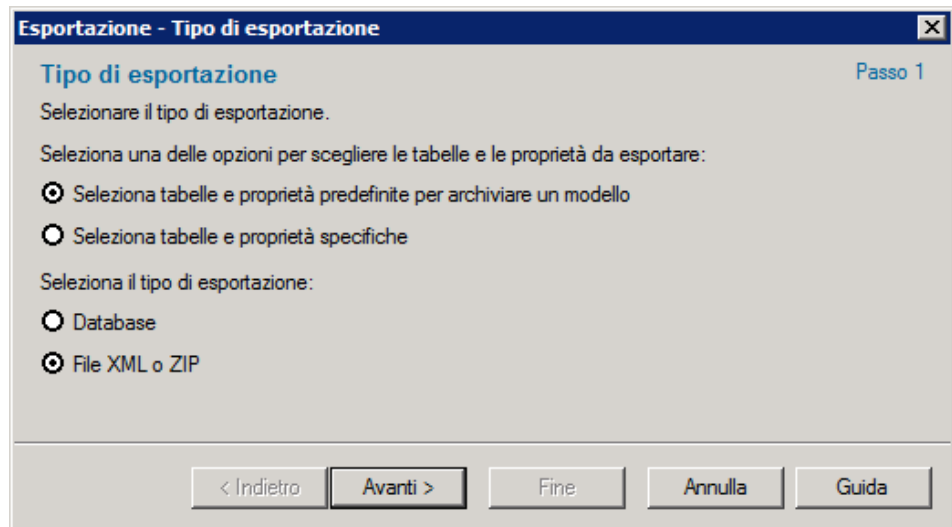 Esportazione - Tipo di esportazione
Tipo di esportazione
Passo 1
Selezionare il tipo di esportazione.
Seleziona una delle opzioni per scegliere le tabelle e le proprietà da esportare:
Seleziona tabelle e proprietà predefinite per archiviare un modello
Seleziona tabelle e proprietà specifiche
Seleziona il tipo di esportazione:
Database
File XML o ZIP
< Indietro
Avanti >
Fine
Annulla
Guida